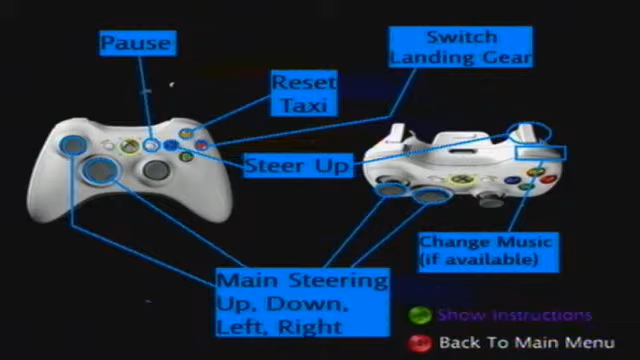 Pause
Switch
Landing Gear
Reset
Taxi
Steer Up
Change Music
(if available)
Main Steering
Up, Down,
Left, Right
Show Instructions
Back To Main Menu